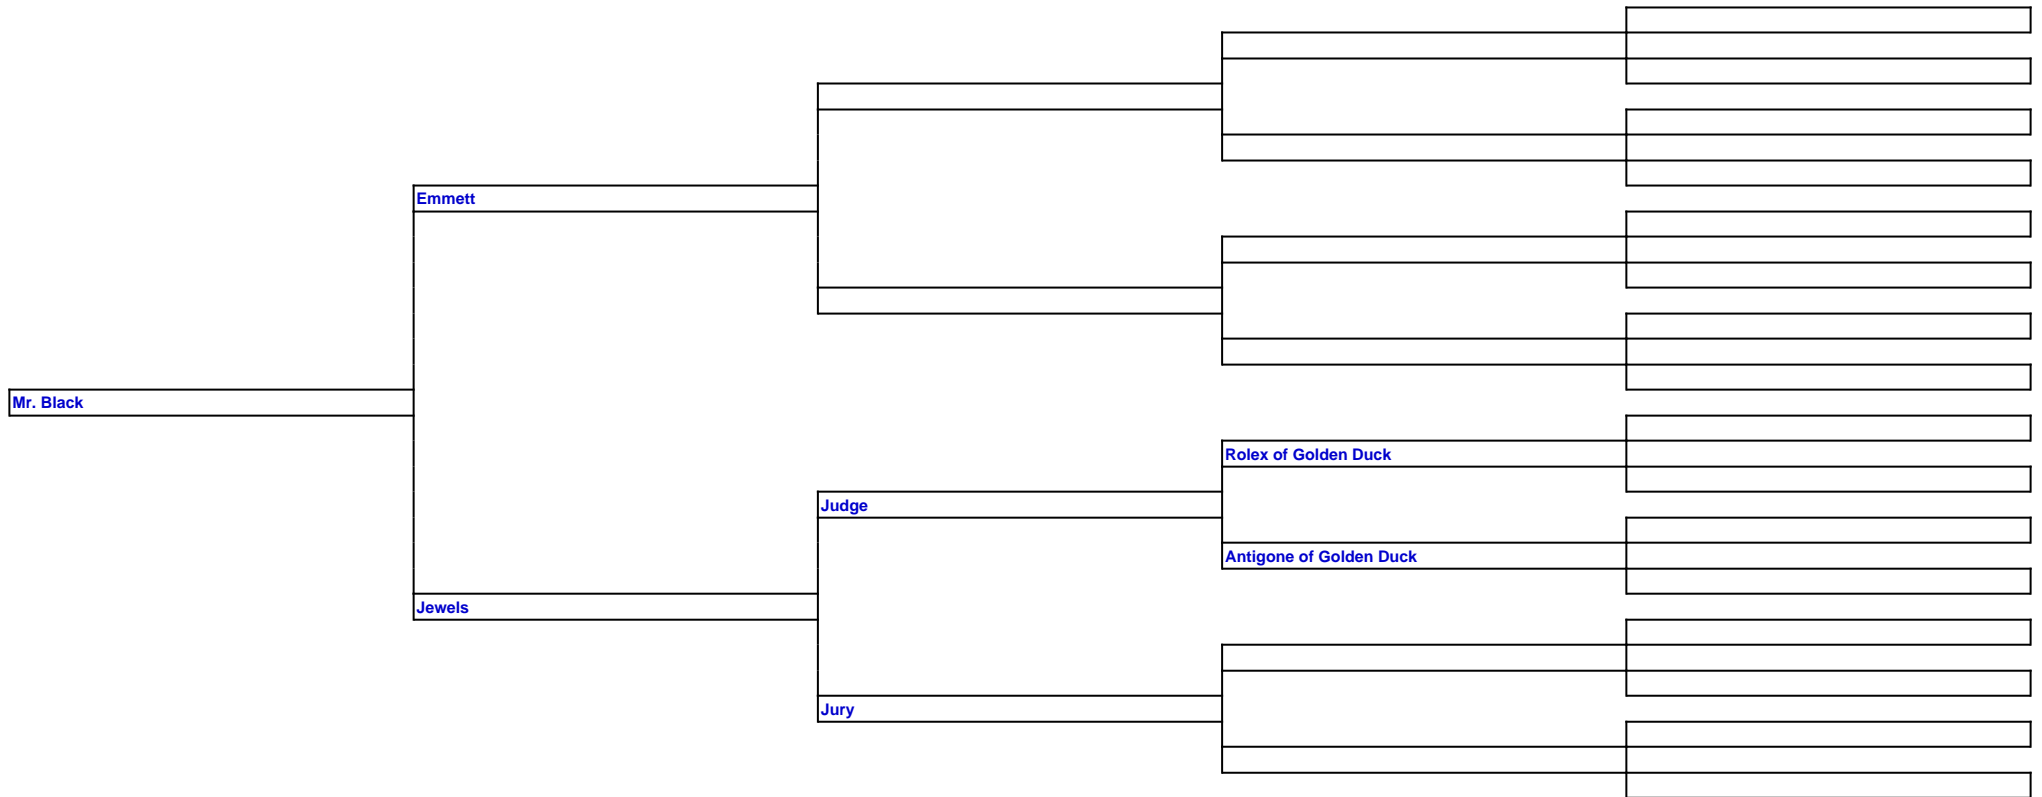 Emmett
Mr. Black
Rolex of Golden Duck
Judge
Antigone of Golden Duck
Jewels
Jury